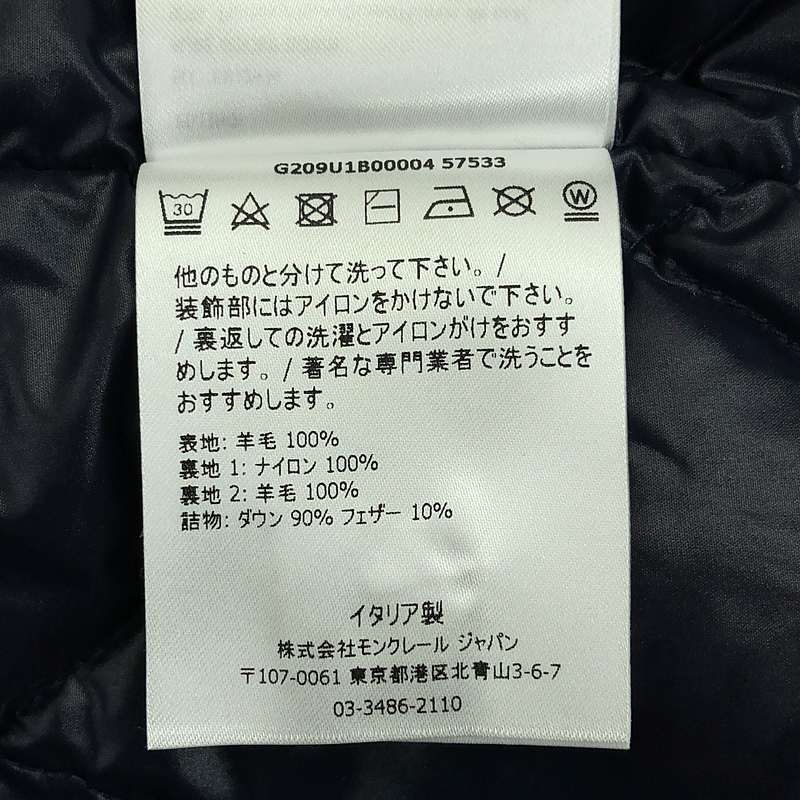 G209U1B00004 57533
30
W
他のものと分けて洗って下さい。/
装飾部にはアイロンをかけないで下さい。
/ 裏返しての洗濯とアイロンがけをおすす
めします。/ 著名な専門業者で洗うことを
おすすめします。
表地: 羊毛 100%
裏地 1: ナイロン 100%
裏地 2: 羊毛 100%
詰物: ダウン 90% フェザー 10%
イタリア製
株式会社モンクレール ジャパン
〒107-0061 東京都港区北青山3-6-7
03-3486-2110